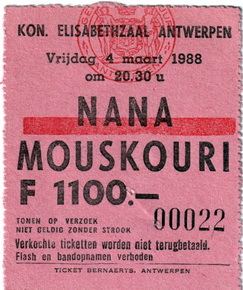 KON. ELISABETHZAAL ANTWERPEN
Vrijdag 4 maart 1988
om 20.30 u
NANA
MOUSKOURI
F 1100.—
TONEN OP VERZOEK
NIET GELDIG ZONDER STROOK
00022
Verkochte ticketten worden niet terugbetaald.
Flash en bandopnamen verboden
TICKET BERNAERTS. ANTWERPEN